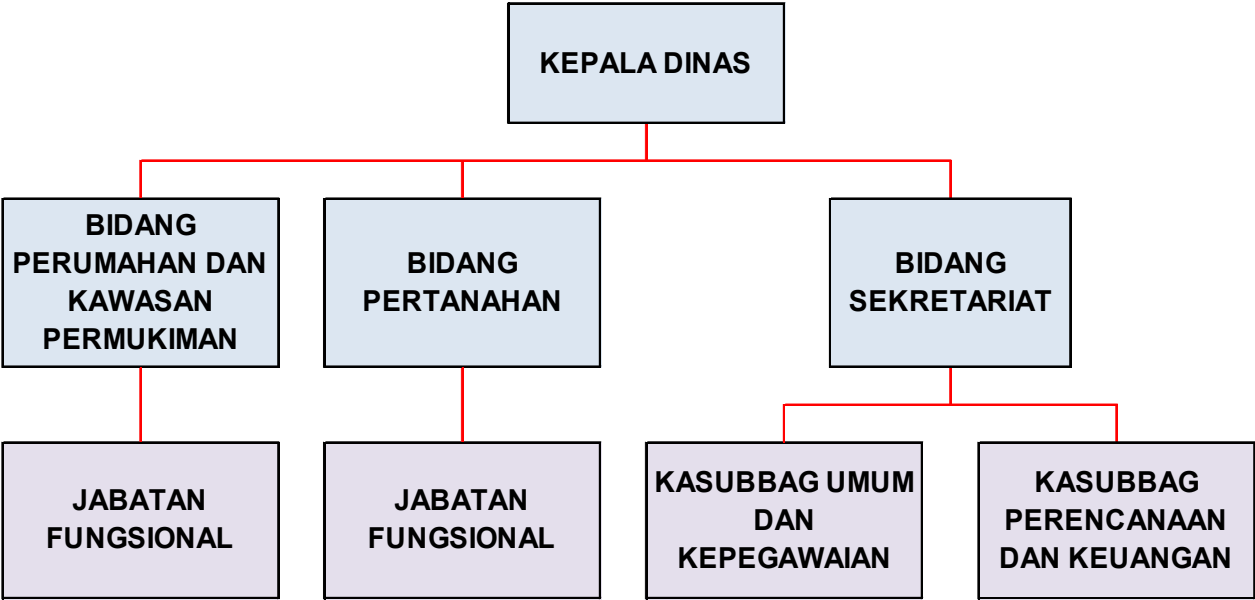 KEPALA DINAS
BIDANG
PERUMAHAN DAN
KAWASAN
PERMUKIMAN
BIDANG
PERTANAHAN
BIDANG
SEKRETARIAT
JABATAN
FUNGSIONAL
JABATAN
FUNGSIONAL
KASUBBAG UMUM
DAN
KEPEGAWAIAN
KASUBBAG
PERENCANAAN
DAN KEUANGAN